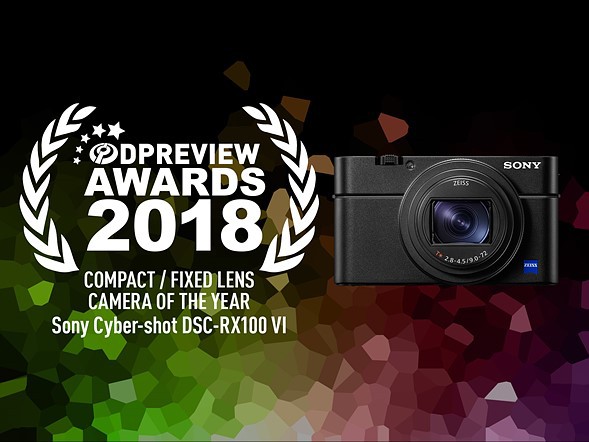 DPREVIEW
AWARDS
2018
COMPACT / FIXED LENS
CAMERA OF THE YEAR
Sony Cyber-shot DSC-RX100 VI
SONY
ZEISS
T* 2.8-4.5/9.0-72
ZEISS